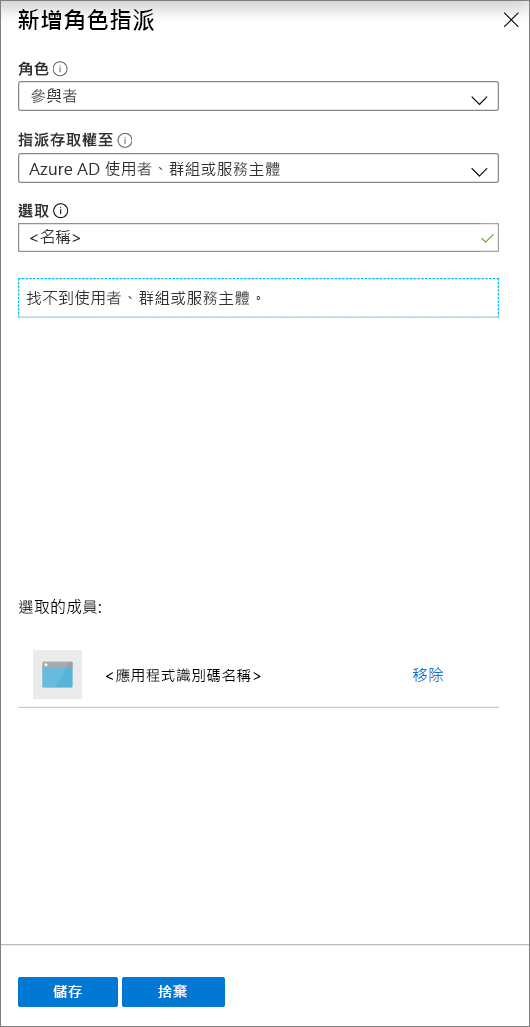 新增角色指派
角色
參與者
指派存取權至
Azure AD 使用者、群組或服務主體
選取
<名稱>
找不到使用者、群組或服務主體。
選取的成員:
<應用程式識別碼名稱> 移除
儲存 捨棄